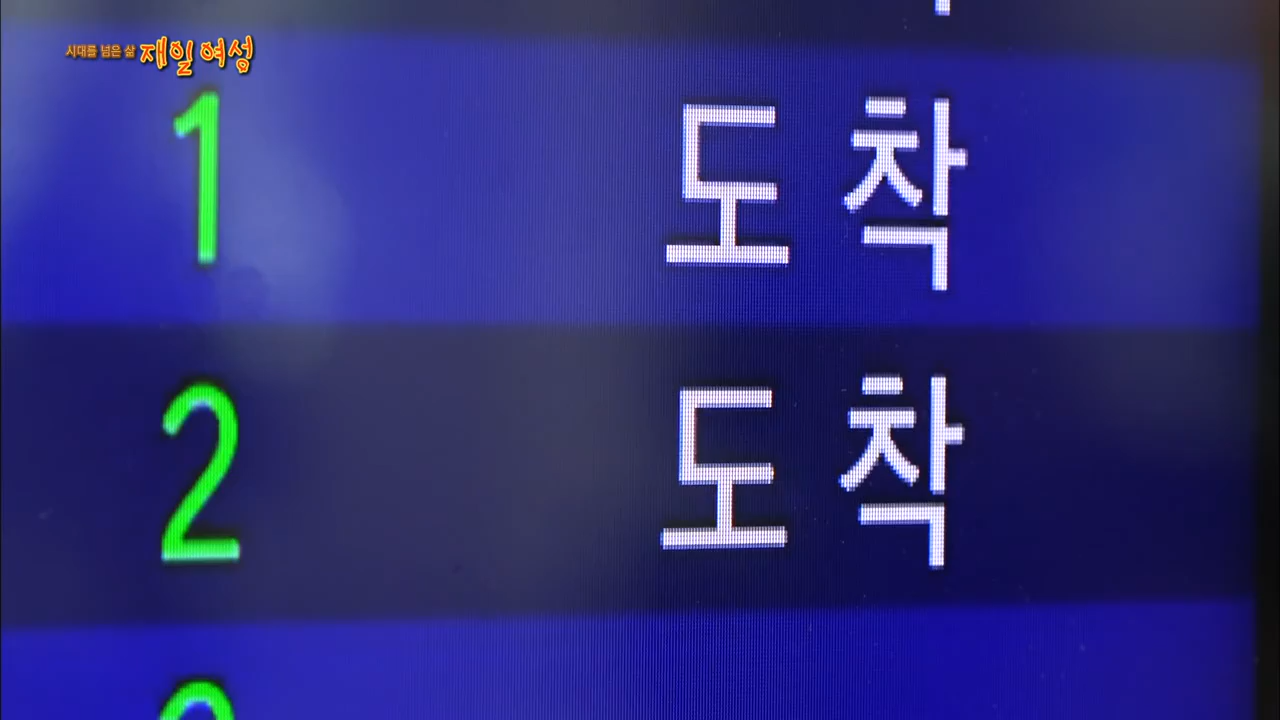 시대를 넘은 삶 재일 여성
1 도착
2 도착